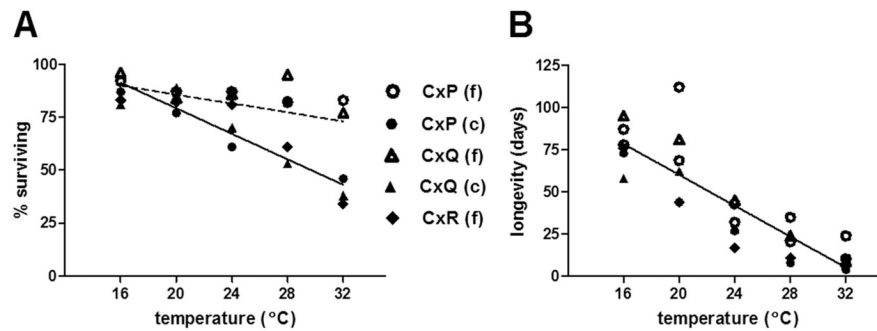 A
B
% surviving
100
75
50
25
0
16 20 24 28 32
temperature (°C)
CxP (f)
CxP (c)
CxQ (f)
CxQ (c)
CxR (f)
longevity (days)
125
100
75
50
25
0
16 20 24 28 32
temperature (°C)